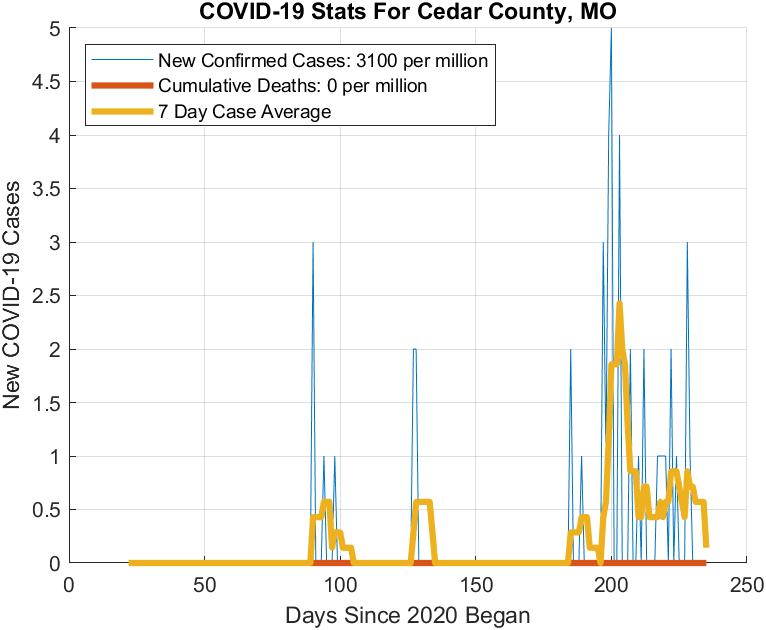 COVID-19 Stats For Cedar County, MO
New Confirmed Cases: 3100 per million
Cumulative Deaths: 0 per million
7 Day Case Average
New COVID-19 Cases
5
4.5
4
3.5
3
2.5
2
1.5
1
0.5
0
0 50 100 150 200 250
Days Since 2020 Began